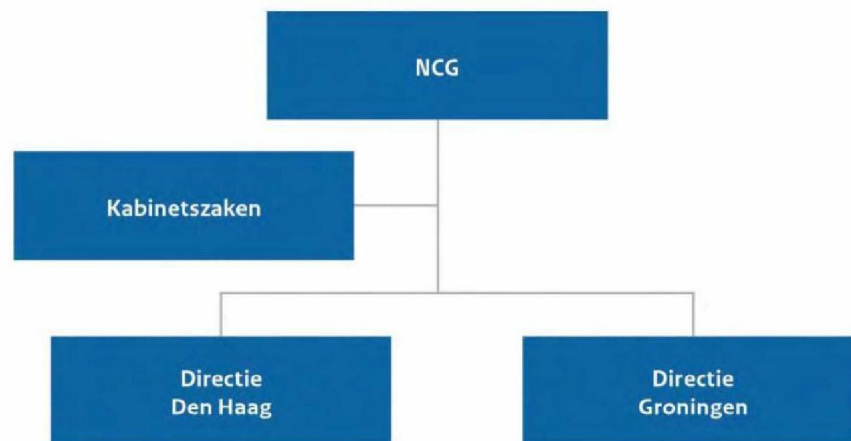 NCG
Kabinetszaken
Directie
Den Haag
Directie
Groningen